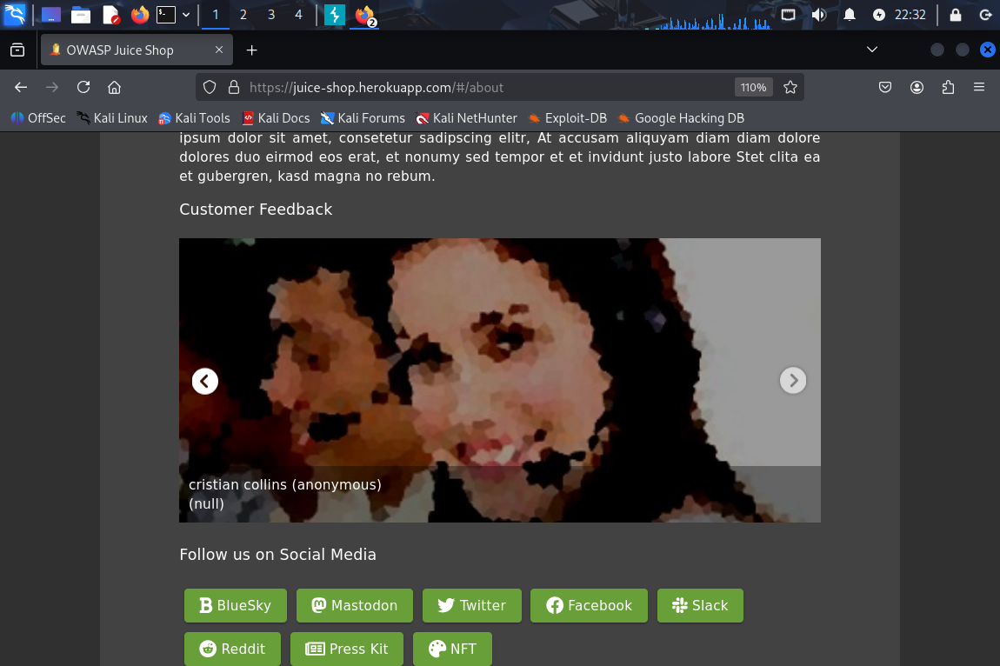 1 2 3 4 2 22:32
OWASP Juice Shop
https://juice-shop.herokuapp.com/#/about 110%
OffSec Kali Linux Kali Tools Kali Docs Kali Forums Kali NetHunter Exploit-DB Google Hacking DB
ipsum dolor sit amet, consetetur sadipscing elitr, At accusam aliquyam diam diam dolore
dolores duo eirmod eos erat, et nonumy sed tempor et et invidunt justo labore Stet clita ea
et gubergren, kasd magna no rebum.
Customer Feedback
cristian collins (anonymous)
(null)
Follow us on Social Media
BlueSky Mastodon Twitter Facebook Slack
Reddit Press Kit NFT